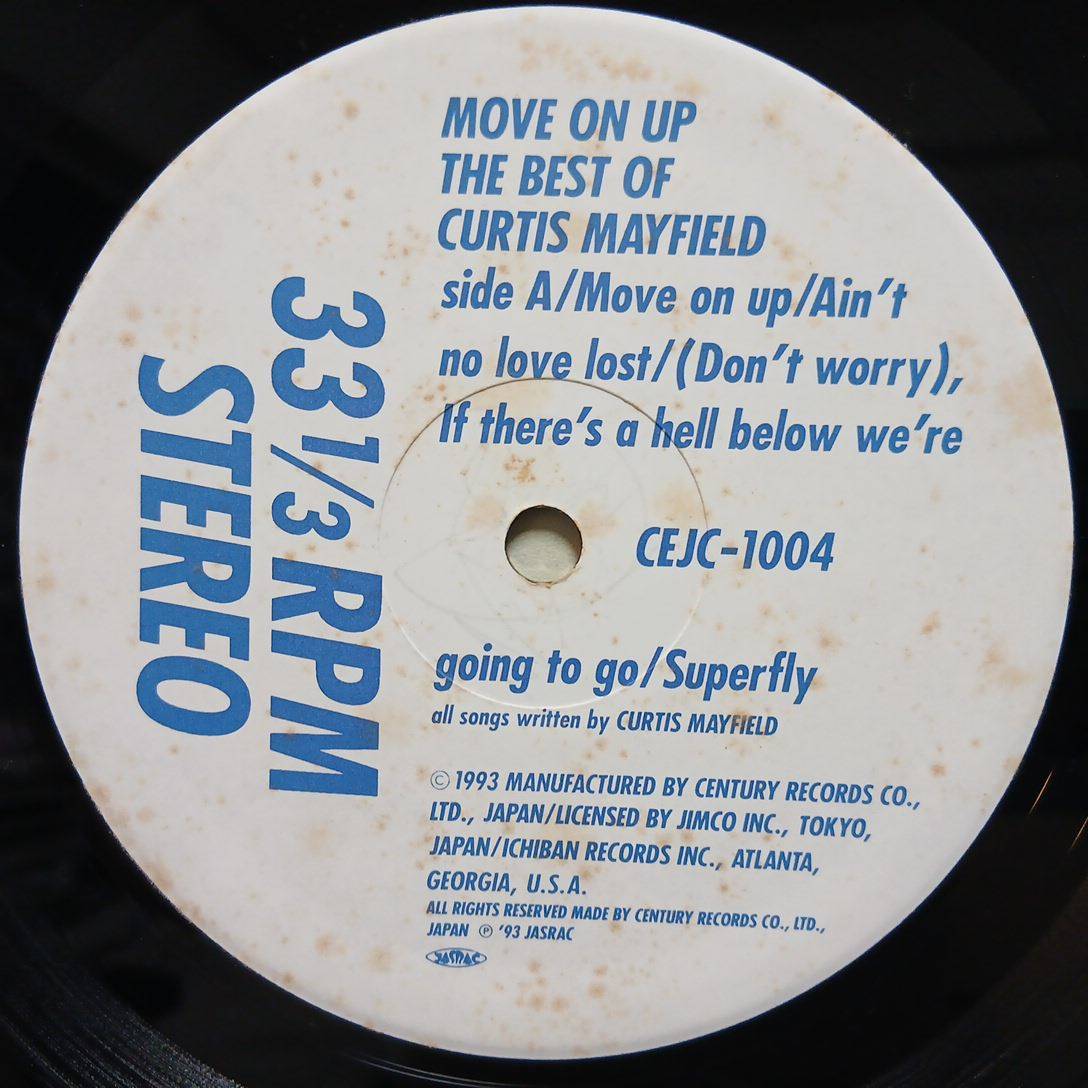 MOVE ON UP
THE BEST OF
CURTIS MAYFIELD
side A/Move on up/Ain't
no love lost/(Don't worry),
If there's a hell below we're
CEJC-1004
going to go/Superfly
all songs written by CURTIS MAYFIELD
© 1993 MANUFACTURED BY CENTURY RECORDS CO.,
LTD., JAPAN/LICENSED BY JIMCO INC., TOKYO,
JAPAN/ICHIBAN RECORDS INC., ATLANTA,
GEORGIA, U.S.A.
ALL RIGHTS RESERVED MADE BY CENTURY RECORDS CO., LTD.,
JAPAN ℗ '93 JASRAC
JASRAC
33 1/3 RPM
STEREO